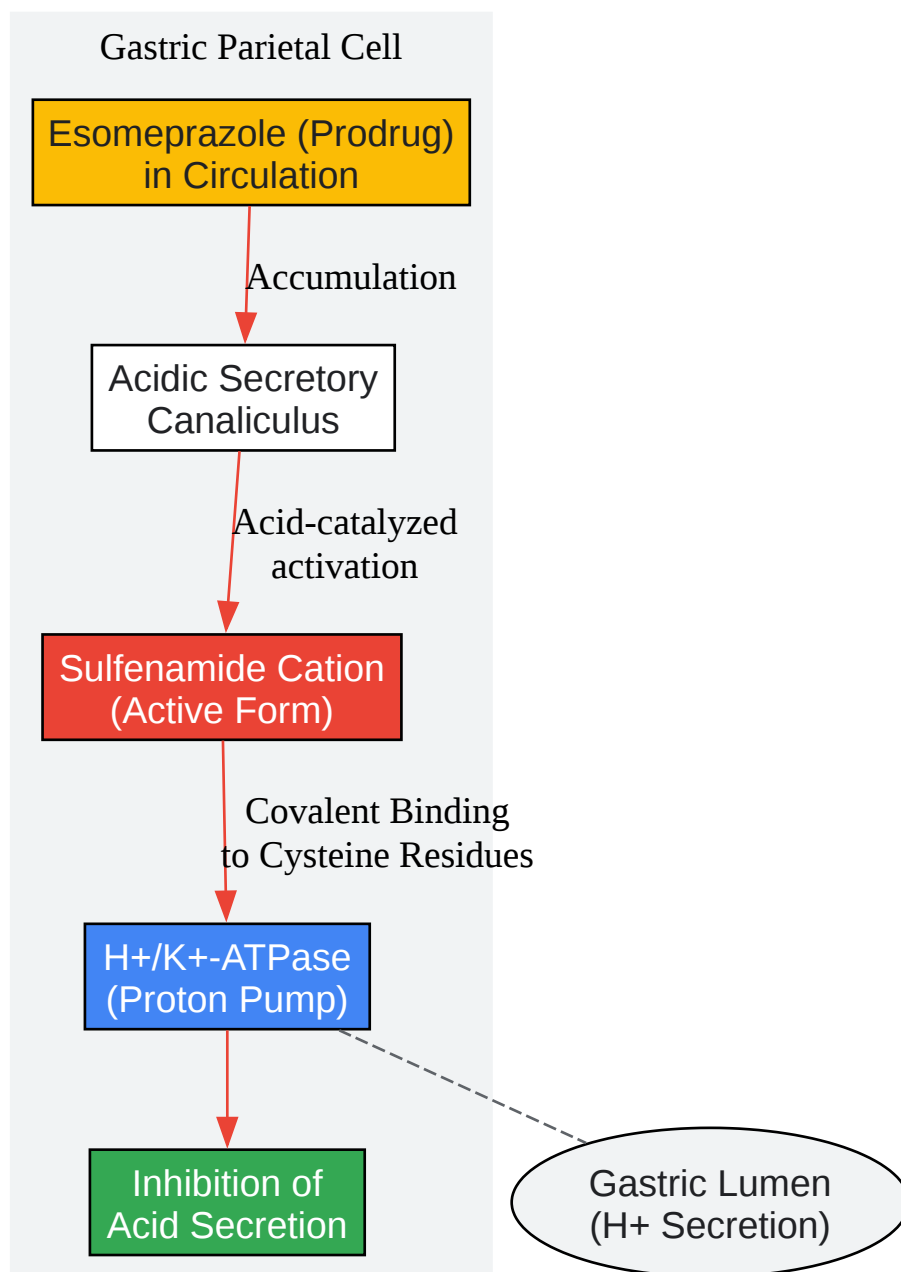 Gastric Parietal Cell
Esomeprazole (Prodrug)
in Circulation
Accumulation
Acidic Secretory
Canaliculus
Acid-catalyzed
activation
Sulfenamide Cation
(Active Form)
Covalent Binding
to Cysteine Residues
H+/K+-ATPase
(Proton Pump)
Inhibition of
Acid Secretion
Gastric Lumen
(H+ Secretion)